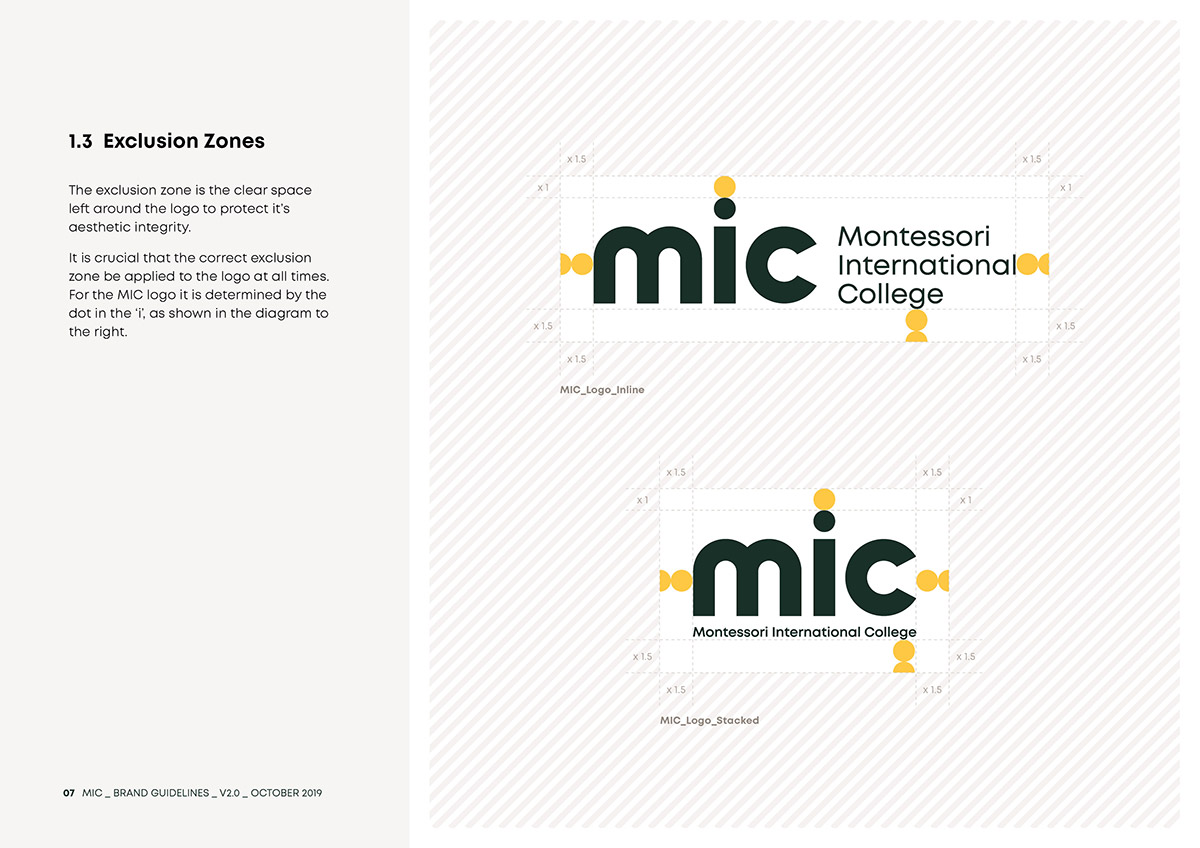 1.3 Exclusion Zones
The exclusion zone is the clear space
left around the logo to protect it's
aesthetic integrity.
It is crucial that the correct exclusion
zone be applied to the logo at all times.
For the MIC logo it is determined by the
dot in the 'i', as shown in the diagram to
the right.
07 MIC _ BRAND GUIDELINES _ V2.0 _ OCTOBER 2019
x 1.5 x 1.5
x 1 x 1
mic
Montessori
International
College
x 1.5 x 1.5
x 1.5 x 1.5
MIC_Logo_Inline
x 1.5 x 1.5
x 1 x 1
mic
Montessori International College
x 1.5 x 1.5
x 1.5 x 1.5
MIC_Logo_Stacked